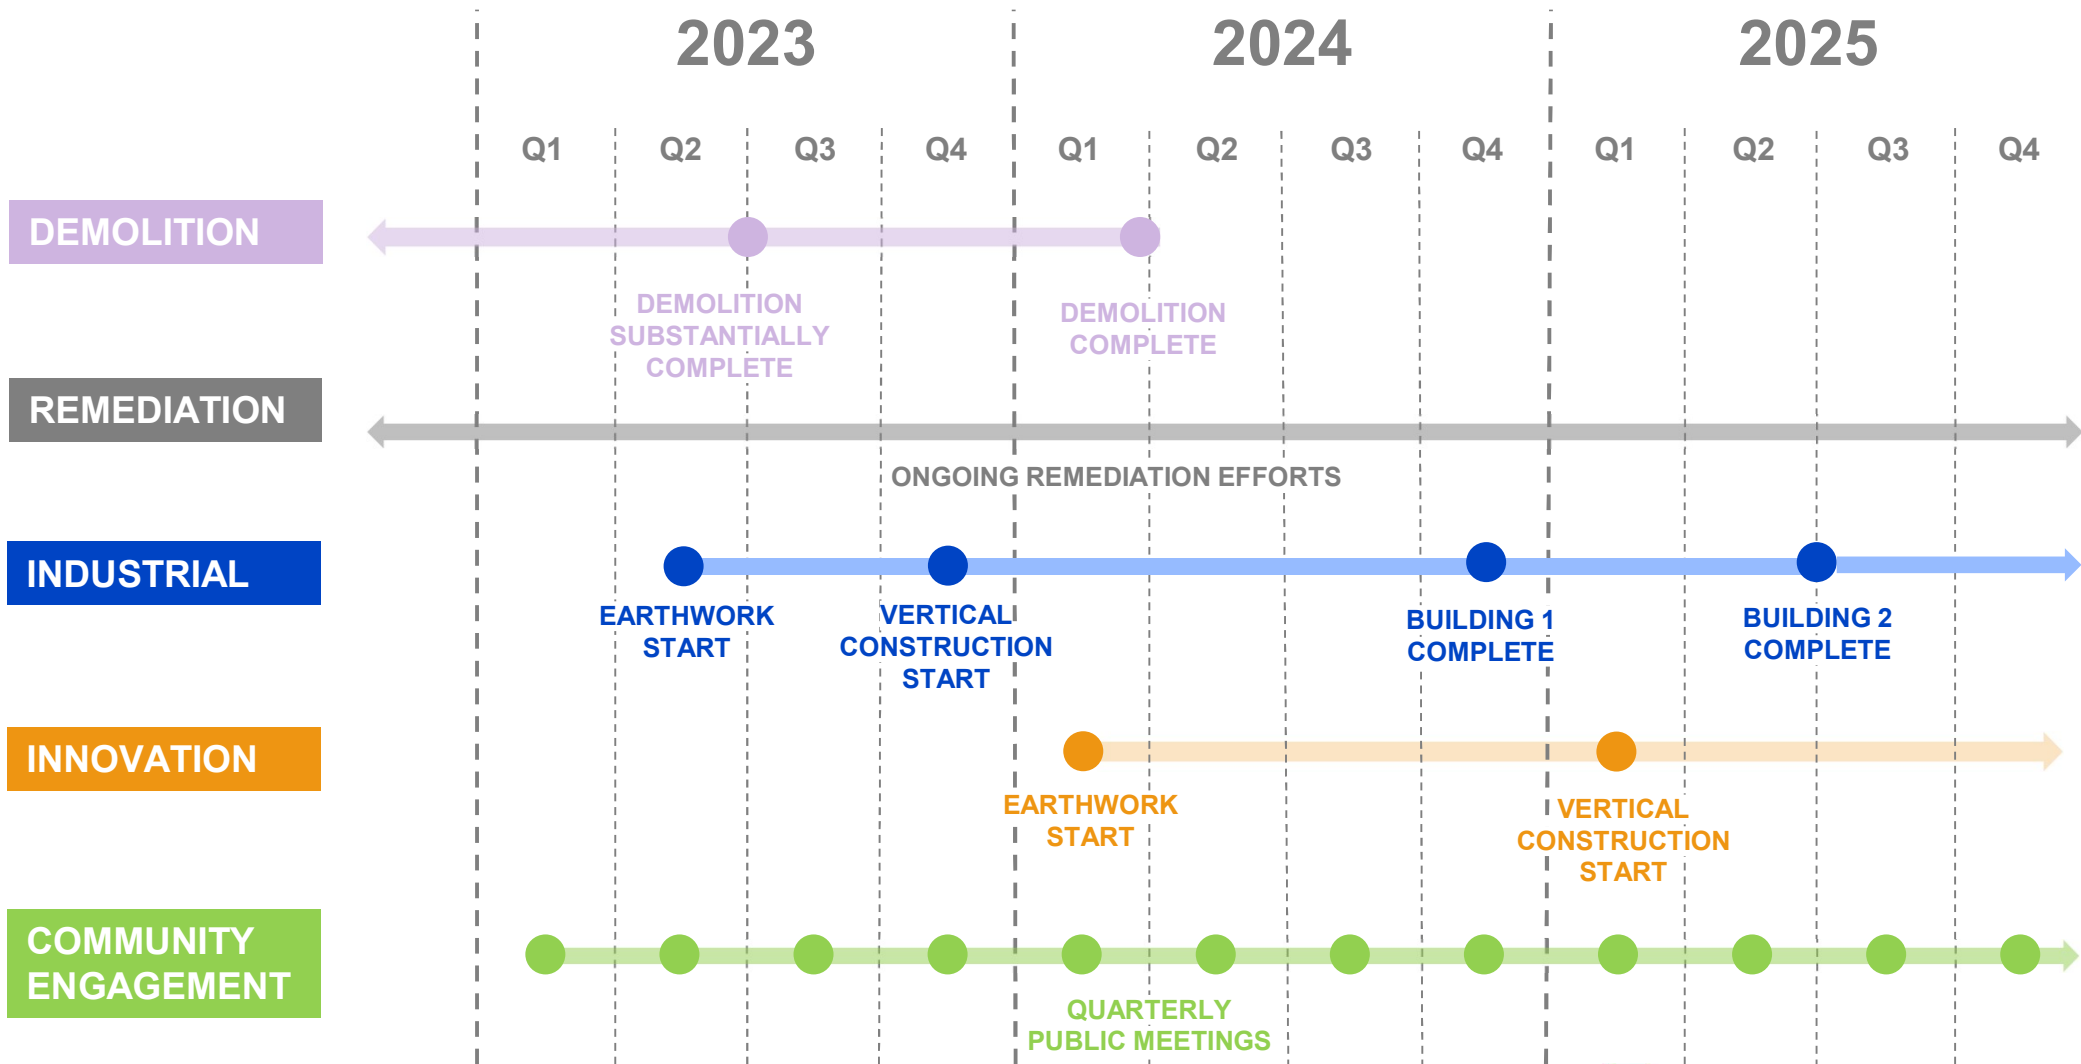 2023
2024
2025
Q1
Q2
Q3
Q4
Q1
Q2
Q3
Q4
Q1
Q2
Q3
Q4
DEMOLITION
DEMOLITION
SUBSTANTIALLY
COMPLETE
DEMOLITION
COMPLETE
REMEDIATION
ONGOING REMEDIATION EFFORTS
INDUSTRIAL
EARTHWORK
START
VERTICAL
CONSTRUCTION
START
BUILDING 1
COMPLETE
BUILDING 2
COMPLETE
INNOVATION
EARTHWORK
START
VERTICAL
CONSTRUCTION
START
COMMUNITY
ENGAGEMENT
QUARTERLY
PUBLIC MEETINGS